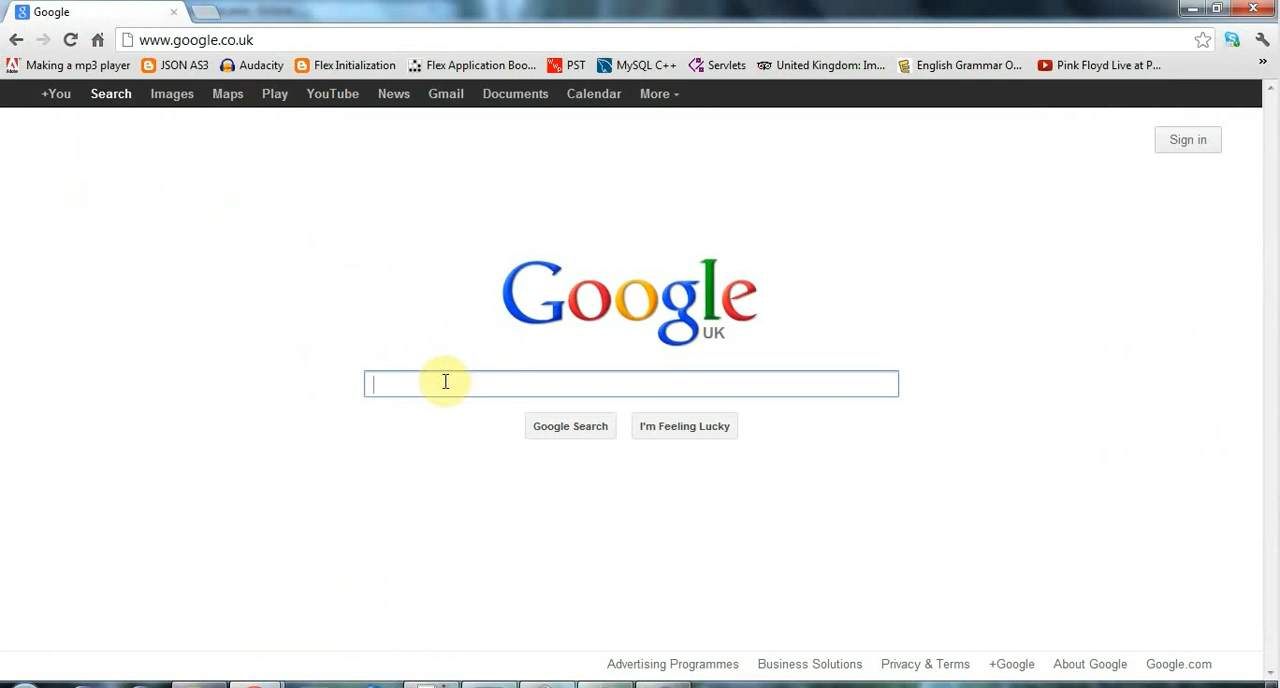 Google
www.google.co.uk
Making a mp3 player JSON AS3 Audacity Flex Initialization Flex Application Boo... PST MySQL C++ Servlets United Kingdom: Im... English Grammar O... Pink Floyd Live at P... »
+You Search Images Maps Play YouTube News Gmail Documents Calendar More
Sign in
Google
UK
Google Search I'm Feeling Lucky
Advertising Programmes Business Solutions Privacy & Terms +Google About Google Google.com